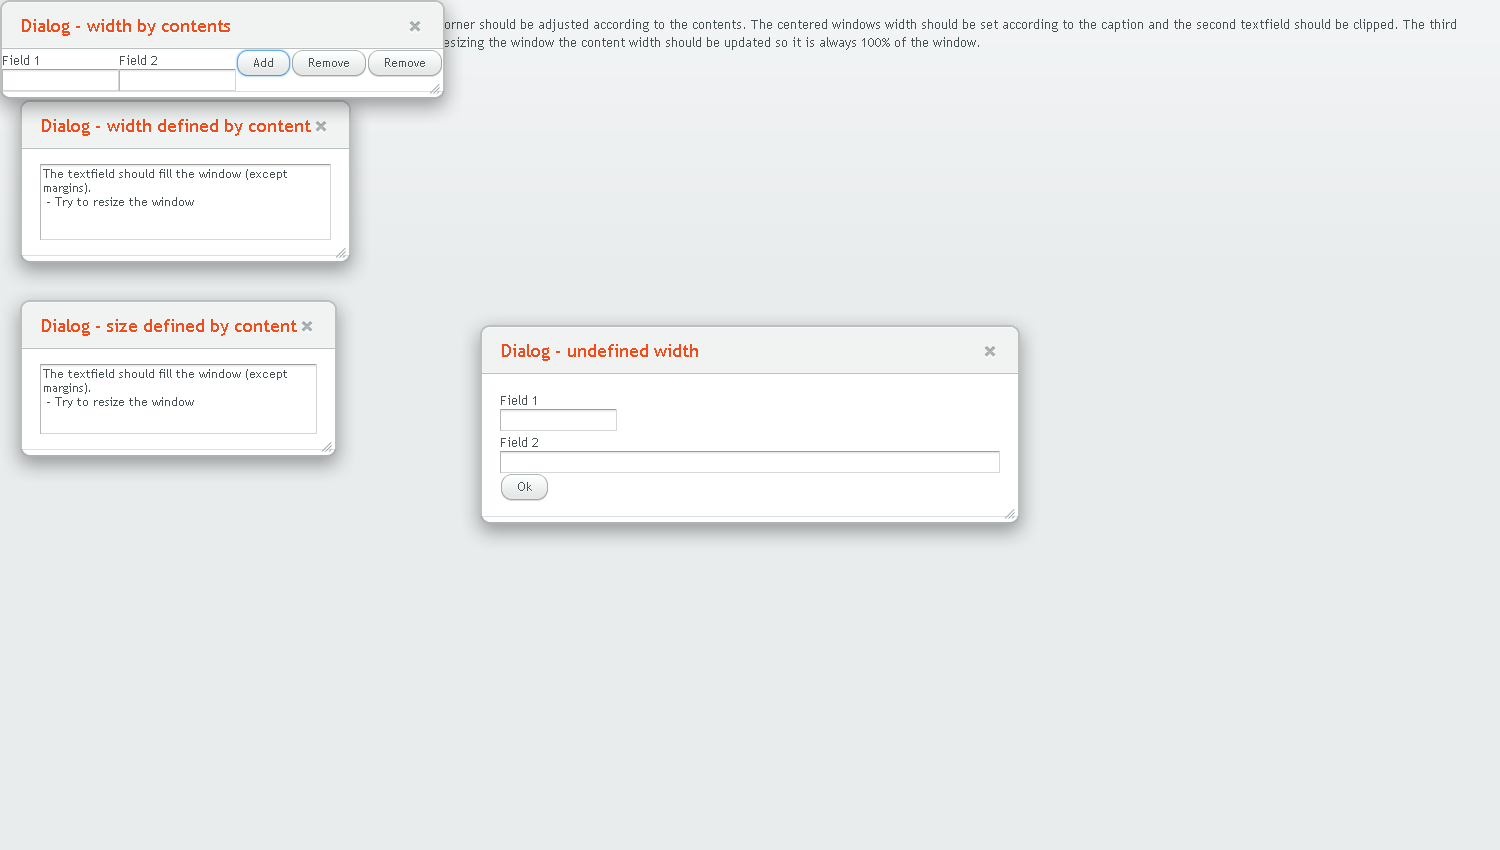 Dialog - width by contents
orner should be adjusted according to the contents. The centered windows width should be set according to the caption and the second textfield should be clipped. The third
esizing the window the content width should be updated so it is always 100% of the window.
Field 1 Field 2 Add Remove Remove
Dialog - width defined by content
The textfield should fill the window (except
margins).
- Try to resize the window
Dialog - size defined by content
The textfield should fill the window (except
margins).
- Try to resize the window
Dialog - undefined width
Field 1
Field 2
Ok